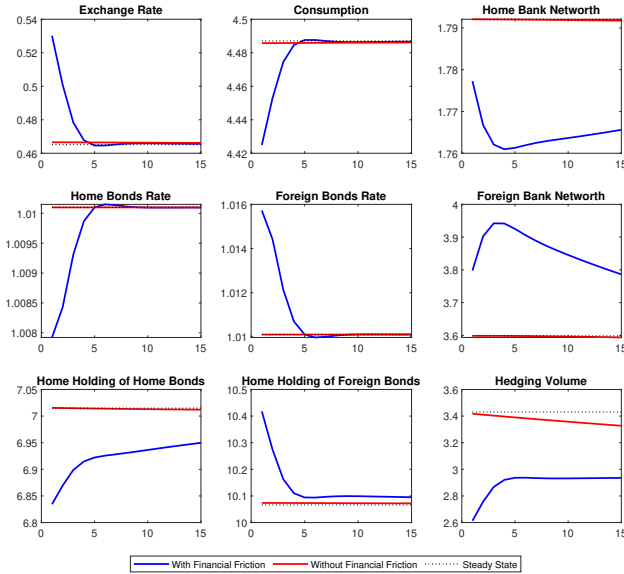 Exchange Rate
0.54
0.52
0.5
0.48
0.46
0 5 10 15
Consumption
4.5
4.48
4.46
4.44
4.42
0 5 10 15
Home Bank Networth
1.79
1.78
1.77
1.76
0 5 10 15
Home Bonds Rate
1.01
1.0095
1.009
1.0085
1.008
0 5 10 15
Foreign Bonds Rate
1.016
1.014
1.012
1.01
0 5 10 15
Foreign Bank Networth
4
3.9
3.8
3.7
3.6
0 5 10 15
Home Holding of Home Bonds
7.05
7
6.95
6.9
6.85
6.8
0 5 10 15
Home Holding of Foreign Bonds
10.5
10.4
10.3
10.2
10.1
10
0 5 10 15
Hedging Volume
3.6
3.4
3.2
3
2.8
2.6
0 5 10 15
With Financial Friction Without Financial Friction Steady State